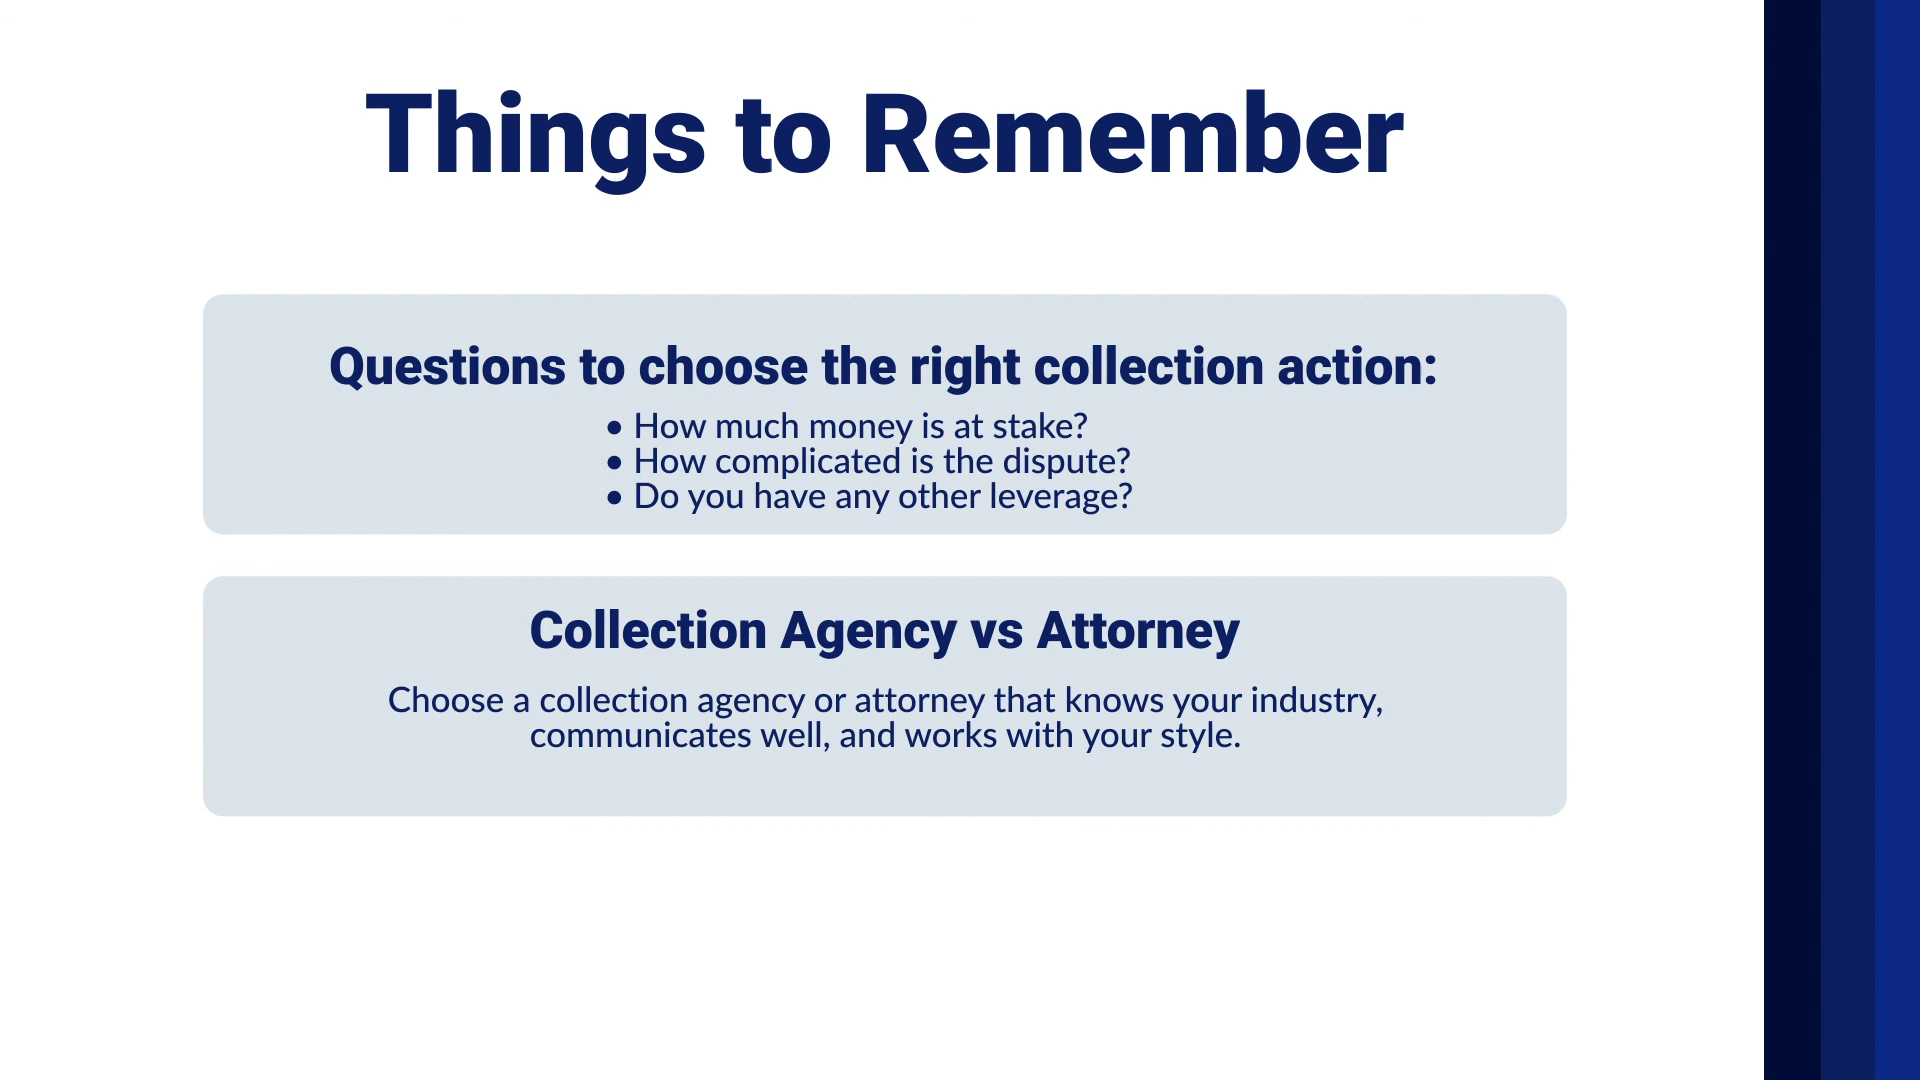 Things to Remember
Questions to choose the right collection action:
• How much money is at stake?
• How complicated is the dispute?
• Do you have any other leverage?
Collection Agency vs Attorney
Choose a collection agency or attorney that knows your industry,
communicates well, and works with your style.